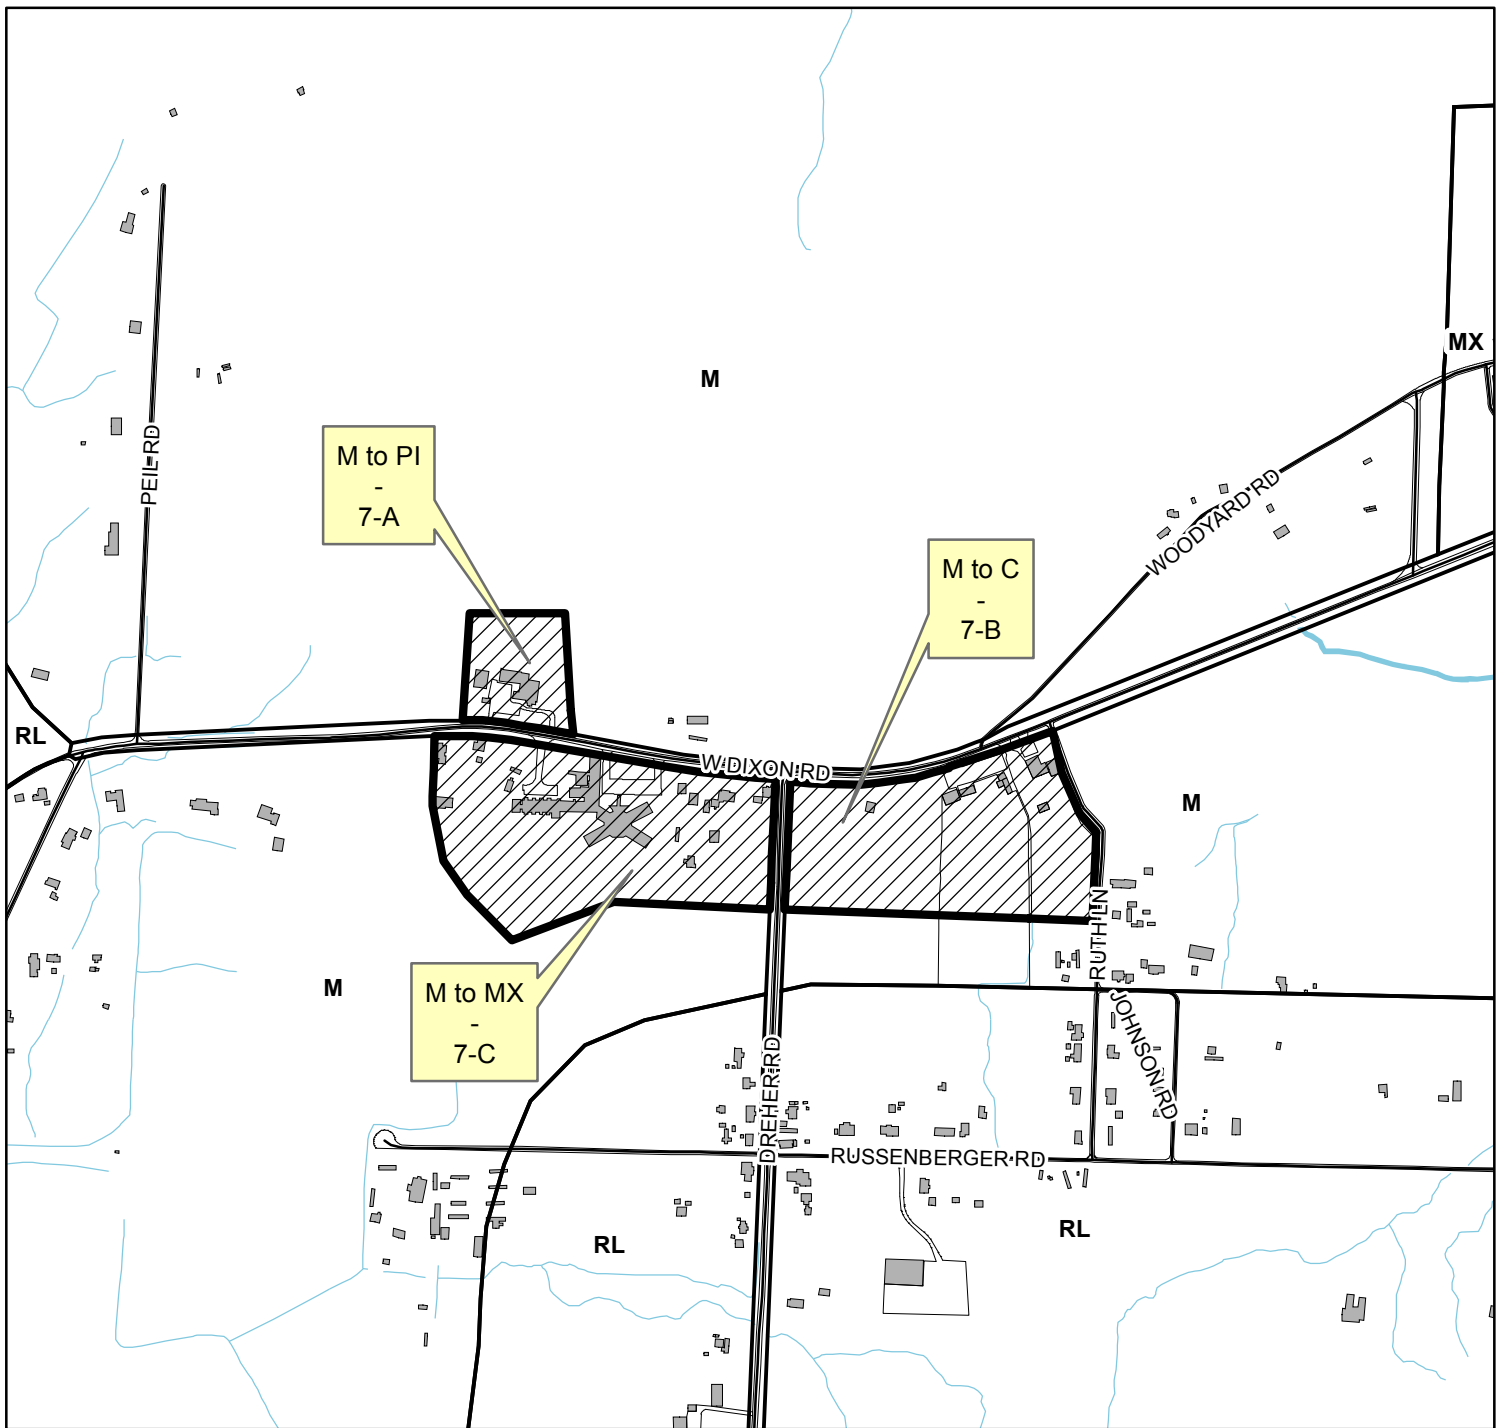 MX
M
M to PI
-
7-A
PEIL RD
WOODYARD RD
M to C
-
7-B
RL
W DIXON RD
M
RUTH LN
M
M to MX
-
7-C
JOHNSON RD
DREHER RD
RUSSENBERGER RD
RL
RL